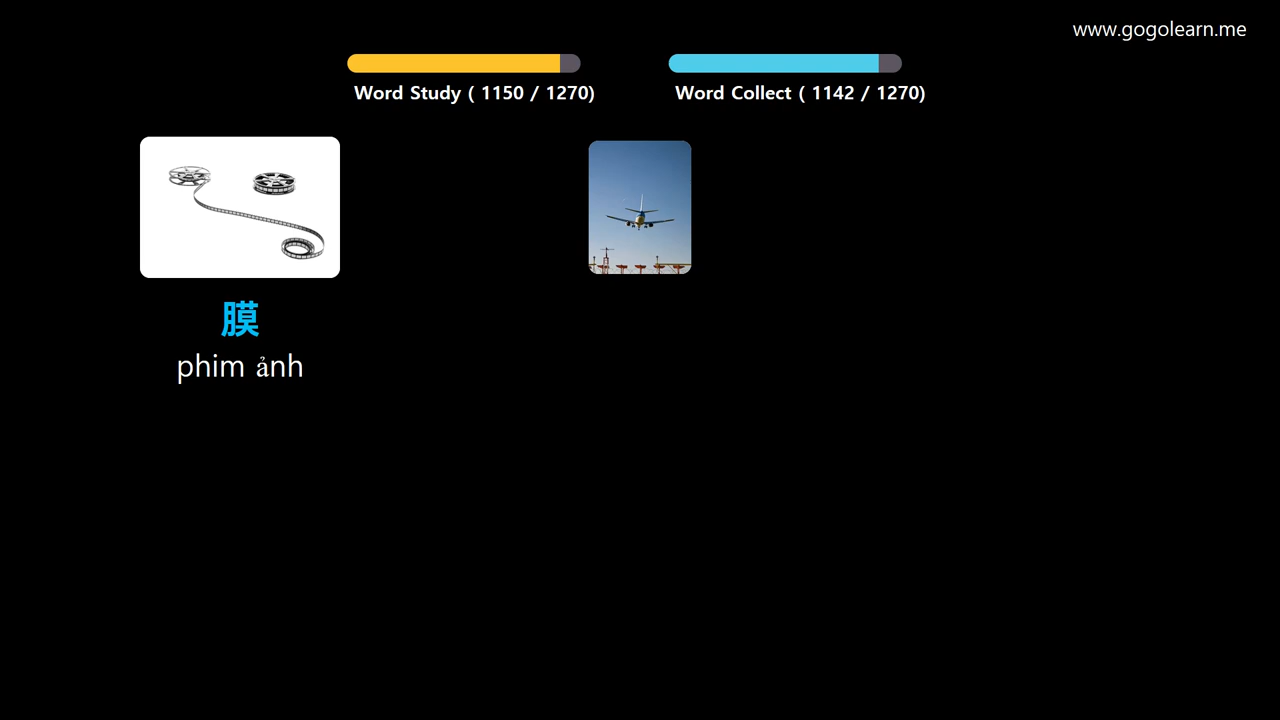 www.gogolearn.me
Word Study ( 1150 / 1270)
Word Collect ( 1142 / 1270)
膜
phim ảnh